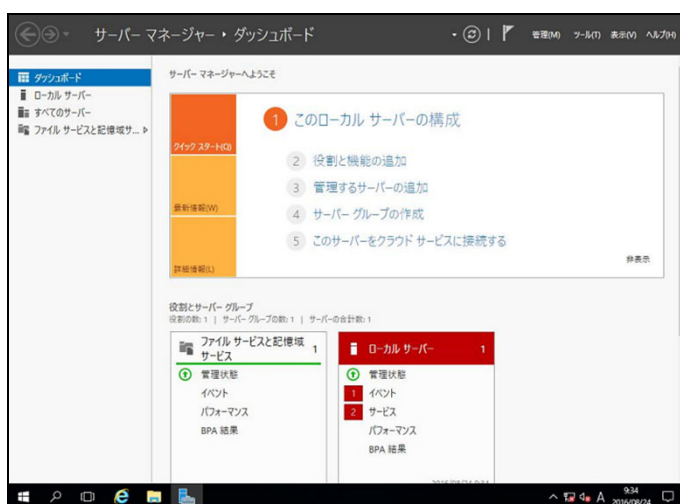 サーバー マネージャー・ダッシュボード
管理(M) ツール(T) 表示(V) ヘルプ(H)
ダッシュボード
ローカル サーバー
すべてのサーバー
ファイル サービスと記憶域サ...
サーバー マネージャーへようこそ
クイック スタート(Q)
最新情報(W)
詳細情報(L)
1 このローカル サーバーの構成
2 役割と機能の追加
3 管理するサーバーの追加
4 サーバー グループの作成
5 このサーバーをクラウド サービスに接続する
非表示
役割とサーバー グループ
役割の数: 1 | サーバー グループの数: 1 | サーバーの合計数: 1
ファイル サービスと記憶域 1
サービス
管理状態
イベント
パフォーマンス
BPA 結果
ローカル サーバー 1
管理状態
1 イベント
2 サービス
パフォーマンス
BPA 結果
2016/08/24 9:34
A
9:34
2016/08/24